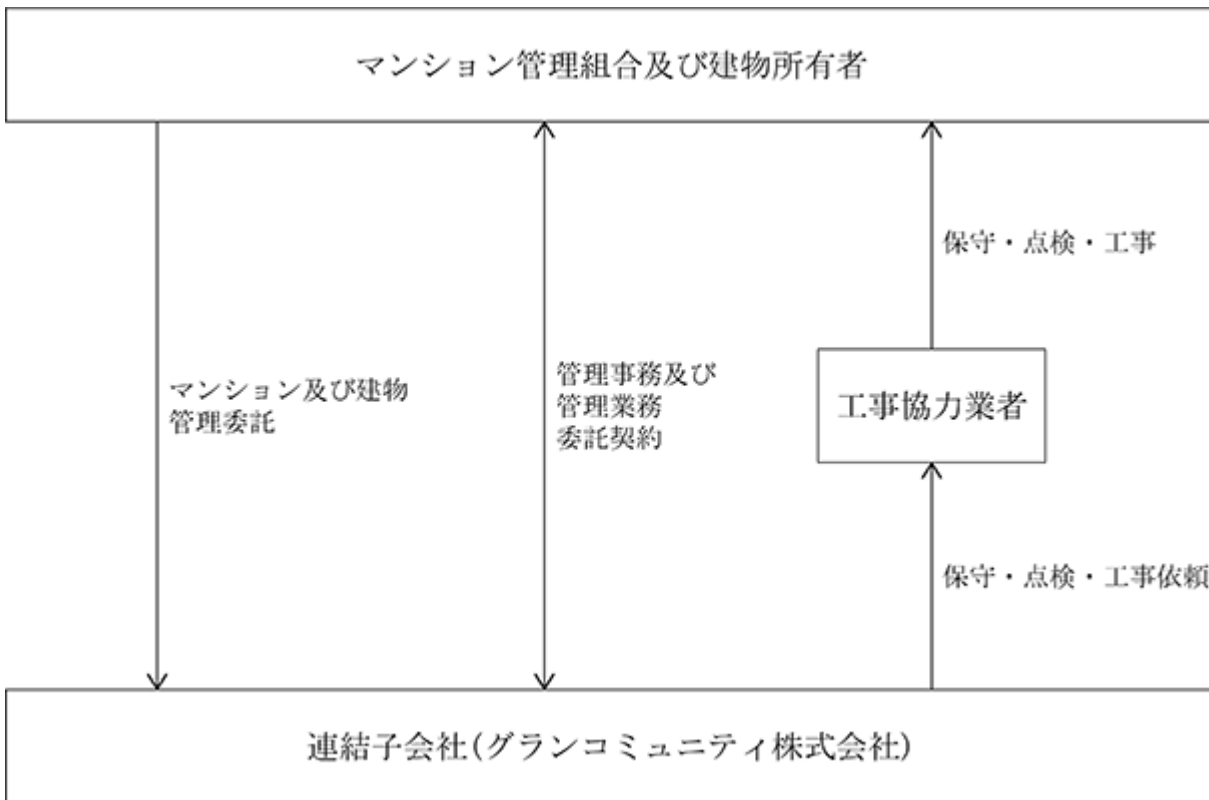 マンション管理組合及び建物所有者
保守・点検・工事
マンション及び建物
管理委託
管理事務及び
管理業務
委託契約
工事協力業者
保守・点検・工事依頼
連結子会社(グランコミュニティ株式会社)